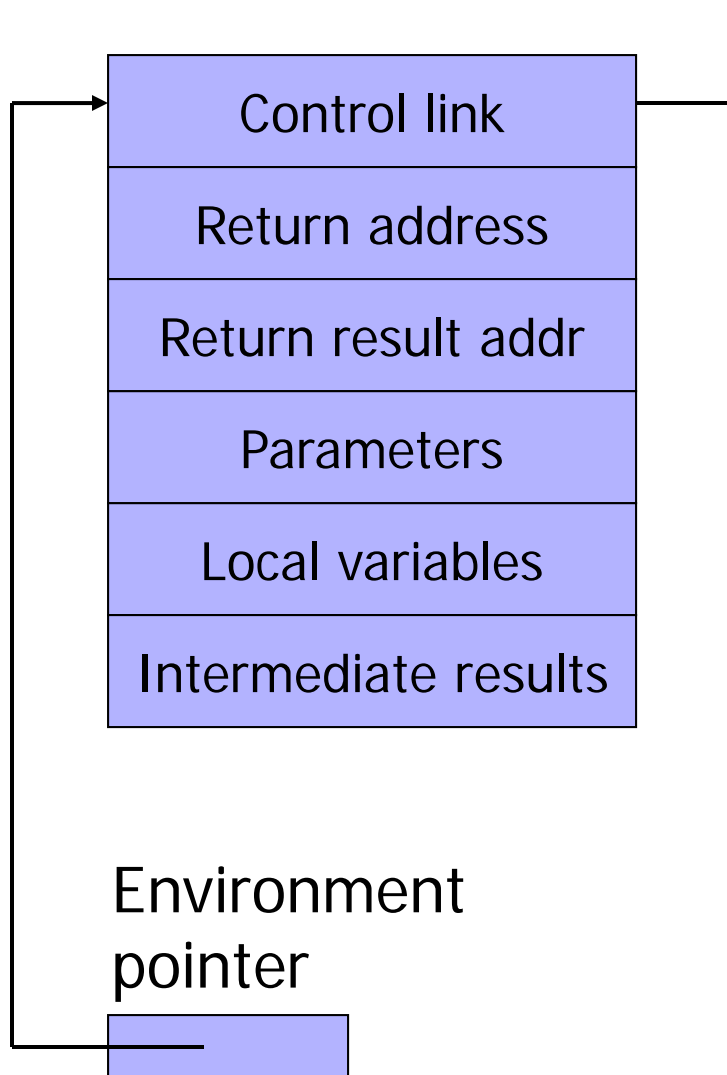 Control link
Return address
Return result addr
Parameters
Local variables
Intermediate results
Environment
pointer